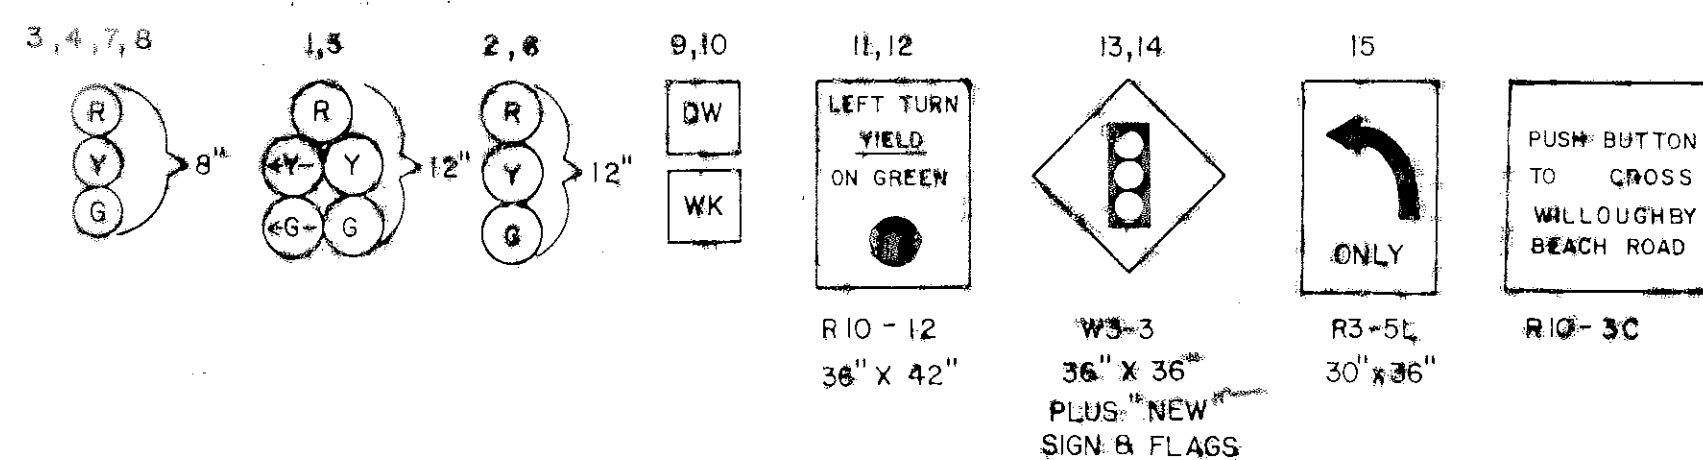 3,4,7,8
R
Y
G
8"
1,5
R
←Y-
Y
←G-
G
12"
2,6
R
Y
G
12"
9,10
DW
WK
11,12
LEFT TURN
YIELD
ON GREEN
R10-12
36" X 42"
13,14
W3-3
36" X 36"
PLUS "NEW"
SIGN & FLAGS
15
ONLY
R3-5L
30" x 36"
PUSH BUTTON
TO CROSS
WILLOUGHBY
BEACH ROAD
R10-3C